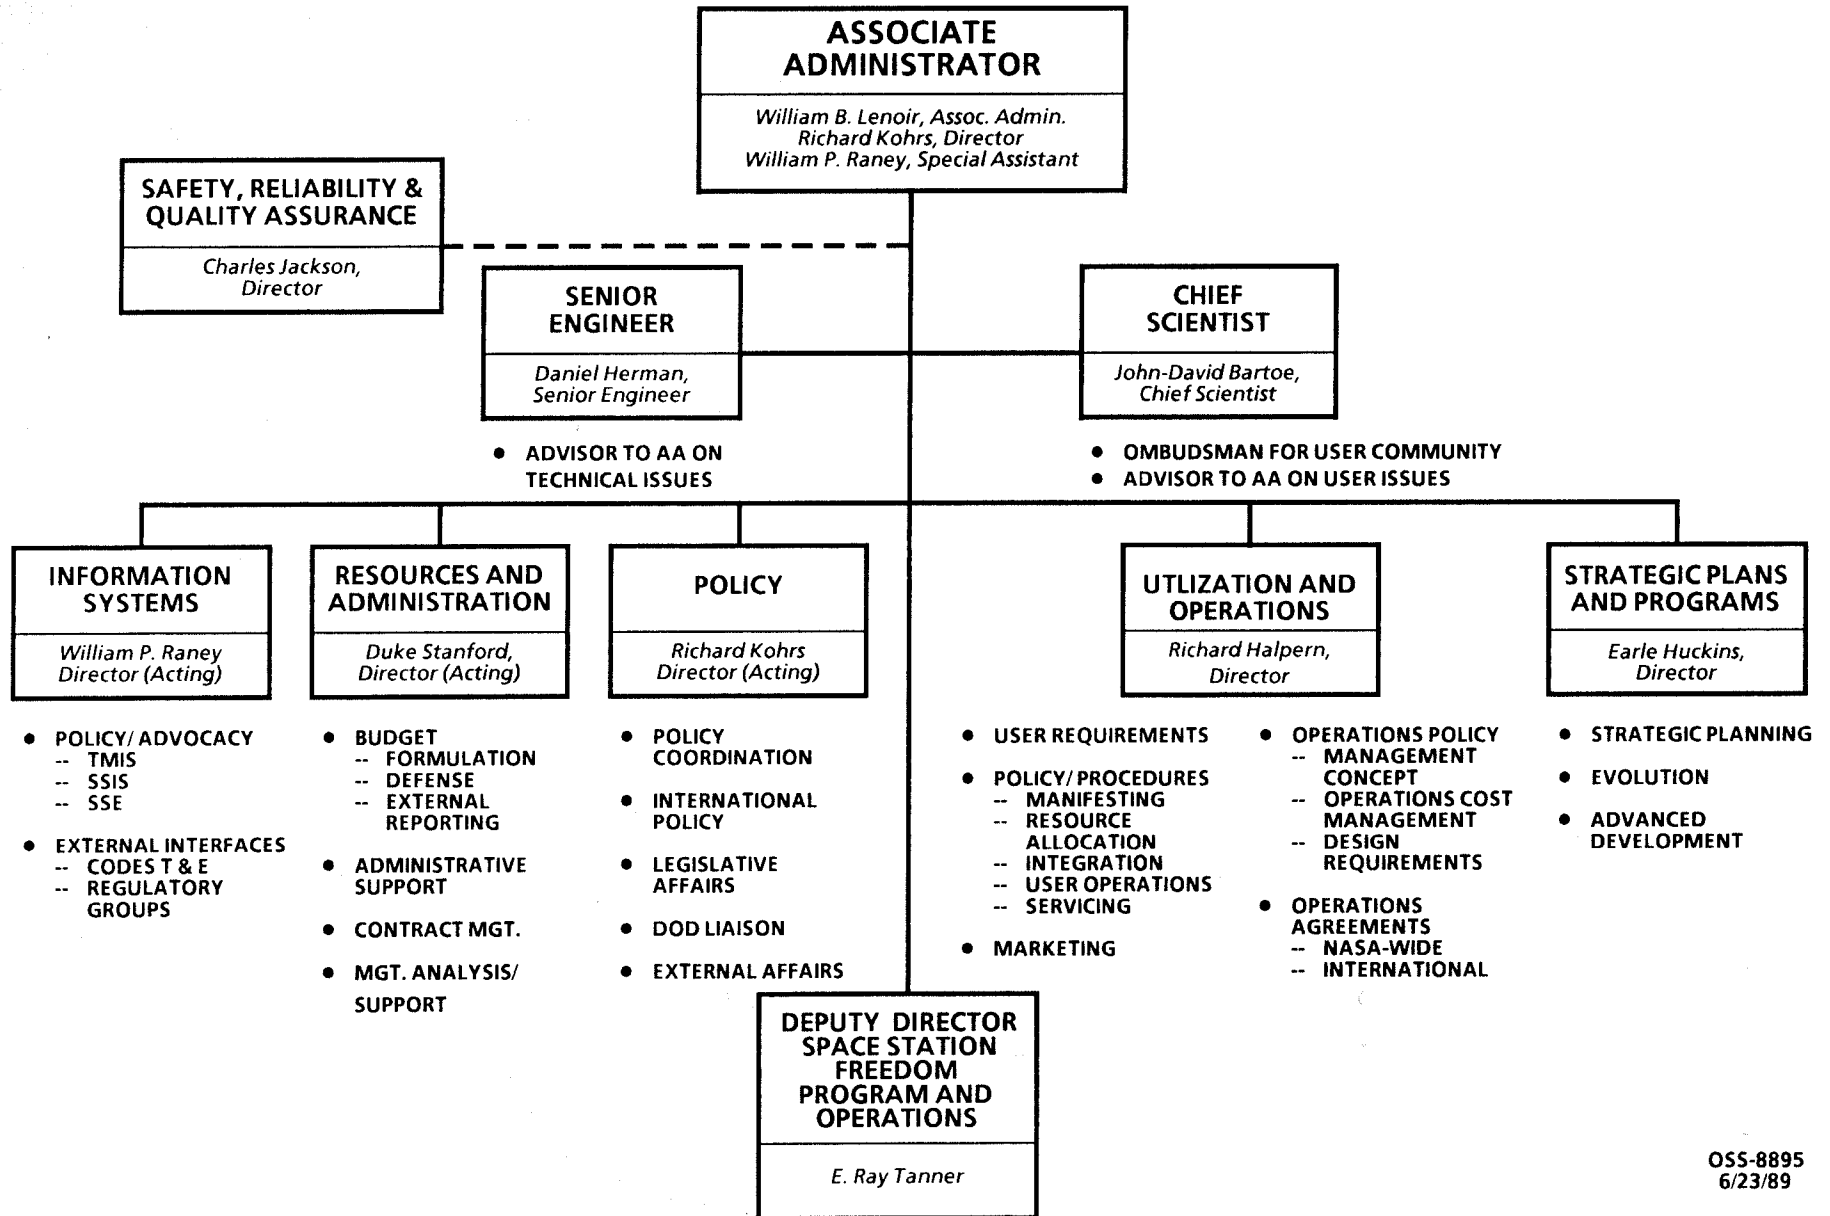 ASSOCIATE
ADMINISTRATOR
William B. Lenoir, Assoc. Admin.
Richard Kohrs, Director
William P. Raney, Special Assistant
SAFETY, RELIABILITY &
QUALITY ASSURANCE
Charles Jackson,
Director
SENIOR
ENGINEER
Daniel Herman,
Senior Engineer
● ADVISOR TO AA ON
TECHNICAL ISSUES
CHIEF
SCIENTIST
John-David Bartoe,
Chief Scientist
● OMBUDSMAN FOR USER COMMUNITY
● ADVISOR TO AA ON USER ISSUES
INFORMATION
SYSTEMS
William P. Raney
Director (Acting)
● POLICY/ ADVOCACY
-- TMIS
-- SSIS
-- SSE
● EXTERNAL INTERFACES
-- CODES T & E
-- REGULATORY
GROUPS
RESOURCES AND
ADMINISTRATION
Duke Stanford,
Director (Acting)
● BUDGET
-- FORMULATION
-- DEFENSE
-- EXTERNAL
REPORTING
● ADMINISTRATIVE
SUPPORT
● CONTRACT MGT.
● MGT. ANALYSIS/
SUPPORT
POLICY
Richard Kohrs
Director (Acting)
● POLICY
COORDINATION
● INTERNATIONAL
POLICY
● LEGISLATIVE
AFFAIRS
● DOD LIAISON
● EXTERNAL AFFAIRS
UTLIZATION AND
OPERATIONS
Richard Halpern,
Director
● USER REQUIREMENTS
● POLICY/ PROCEDURES
-- MANIFESTING
-- RESOURCE
ALLOCATION
-- INTEGRATION
-- USER OPERATIONS
-- SERVICING
● MARKETING
● OPERATIONS POLICY
-- MANAGEMENT
CONCEPT
-- OPERATIONS COST
MANAGEMENT
-- DESIGN
REQUIREMENTS
● OPERATIONS
AGREEMENTS
-- NASA-WIDE
-- INTERNATIONAL
STRATEGIC PLANS
AND PROGRAMS
Earle Huckins,
Director
● STRATEGIC PLANNING
● EVOLUTION
● ADVANCED
DEVELOPMENT
DEPUTY DIRECTOR
SPACE STATION
FREEDOM
PROGRAM AND
OPERATIONS
E. Ray Tanner
OSS-8895
6/23/89